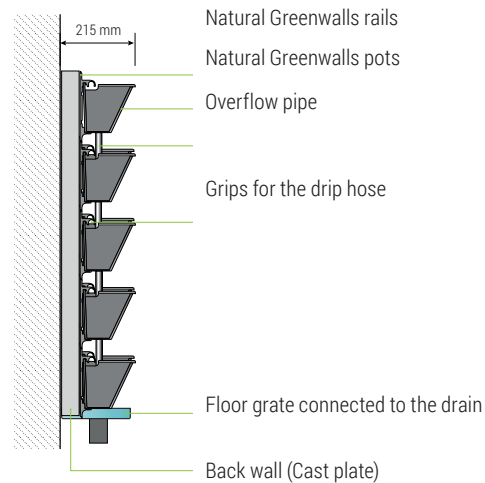 Natural Greenwalls rails
215 mm
Natural Greenwalls pots
Overflow pipe
Grips for the drip hose
Floor grate connected to the drain
Back wall (Cast plate)